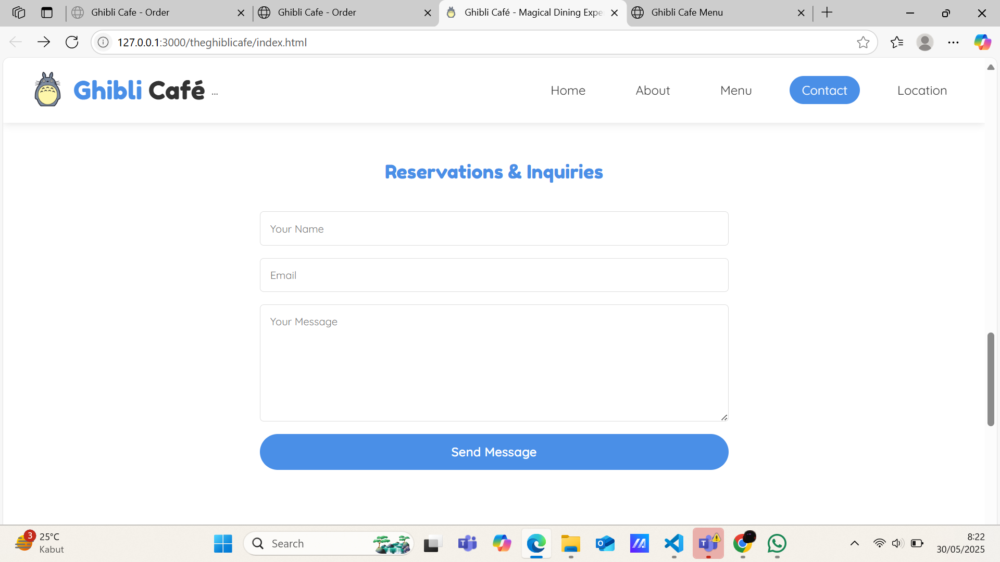 Ghibli Cafe - Order
Ghibli Cafe - Order
Ghibli Café - Magical Dining Expe
Ghibli Cafe Menu
127.0.0.1:3000/theghiblicafe/index.html
Ghibli Café ...
Home
About
Menu
Contact
Location
Reservations & Inquiries
Your Name
Email
Your Message
Send Message
3
25°C
Kabut
Search
8:22
30/05/2025